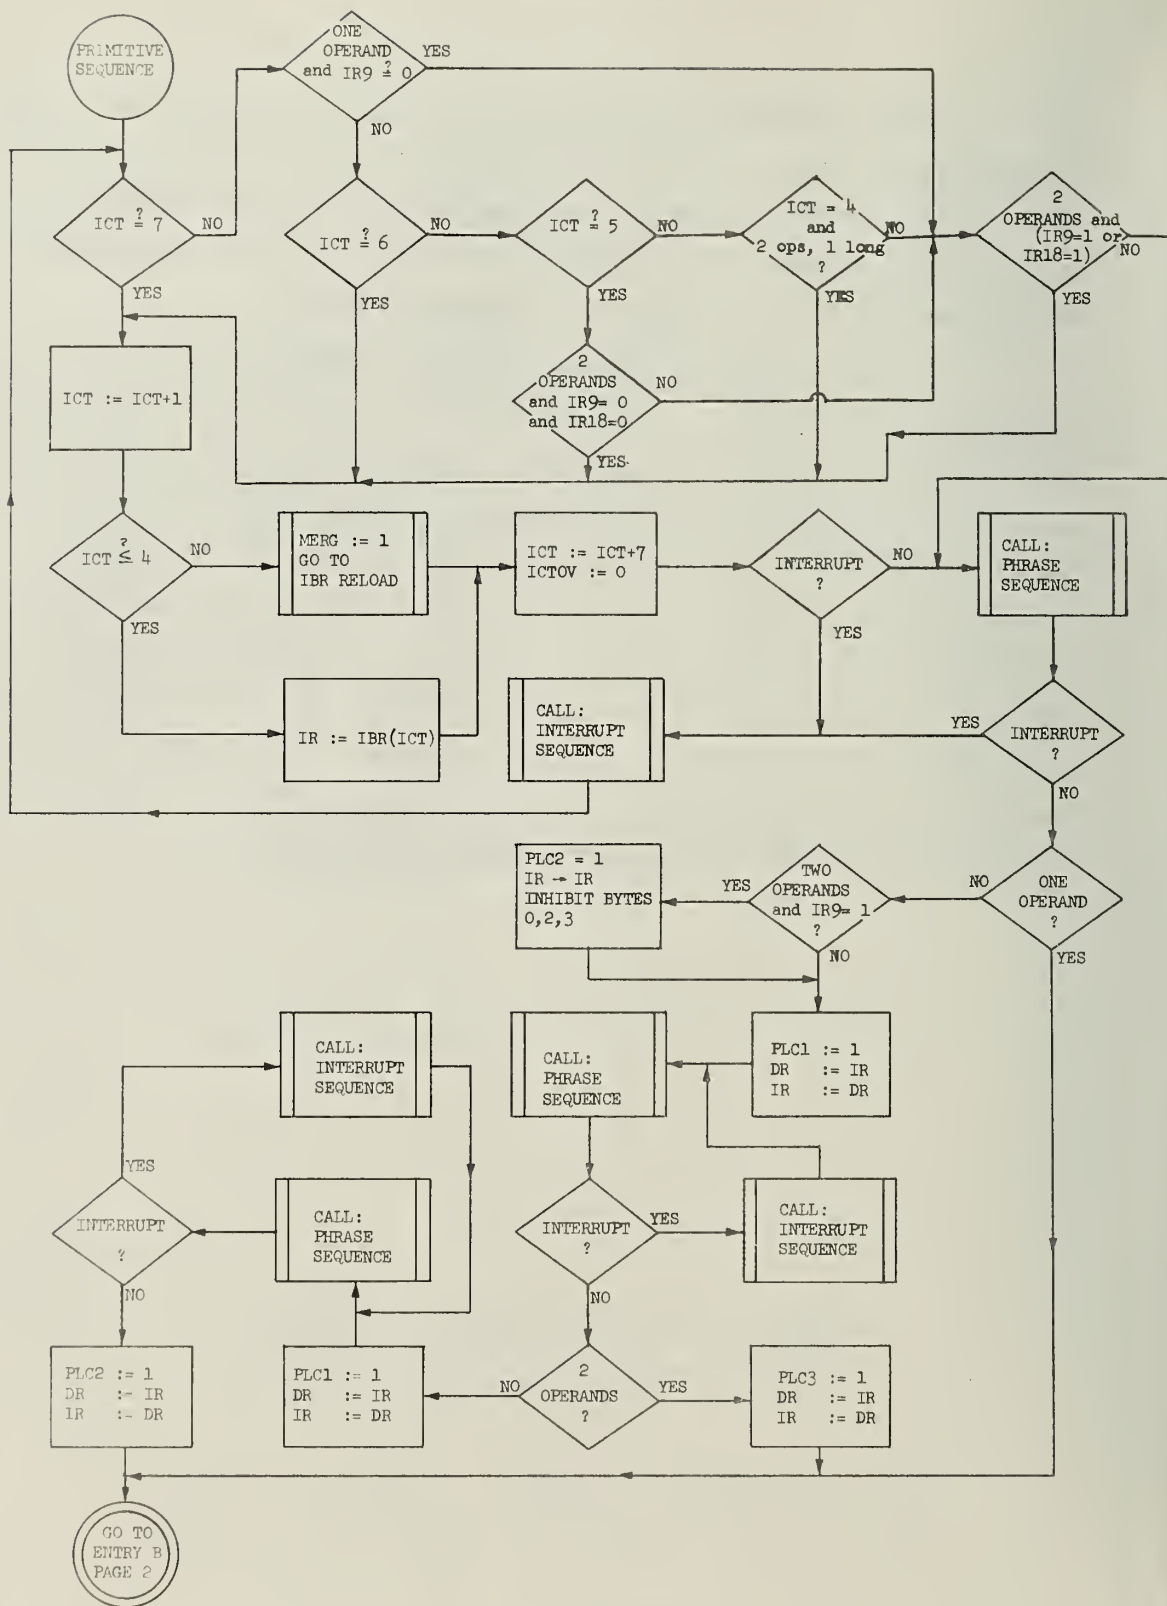 PRIMITIVE
SEQUENCE
ONE
OPERAND
and IR9 ?= 0
YES
NO
ICT ?= 7
NO
YES
ICT ?= 6
NO
YES
ICT ?= 5
NO
YES
ICT = 4
and
2 ops, 1 long
?
NO
YES
2
OPERANDS and
(IR9=1 or
IR18=1)
NO
YES
2
OPERANDS
and IR9= 0
and IR18=0
NO
YES
ICT := ICT+1
ICT ?≤ 4
NO
YES
MERG := 1
GO TO
IBR RELOAD
ICT := ICT+7
ICTOV := 0
INTERRUPT
?
NO
YES
CALL:
PHRASE
SEQUENCE
IR := IBR(ICT)
CALL:
INTERRUPT
SEQUENCE
YES
INTERRUPT
?
NO
PLC2 = 1
IR → IR
INHIBIT BYTES
0,2,3
YES
TWO
OPERANDS
and IR9= 1
?
NO
NO
ONE
OPERAND
?
YES
CALL:
INTERRUPT
SEQUENCE
CALL:
PHRASE
SEQUENCE
PLC1 := 1
DR := IR
IR := DR
YES
INTERRUPT
?
NO
CALL:
PHRASE
SEQUENCE
INTERRUPT
?
YES
NO
CALL:
INTERRUPT
SEQUENCE
PLC2 := 1
DR := IR
IR := DR
PLC1 := 1
DR := IR
IR := DR
NO
2
OPERANDS
?
YES
PLC3 := 1
DR := IR
IR := DR
GO TO
ENTRY B
PAGE 2